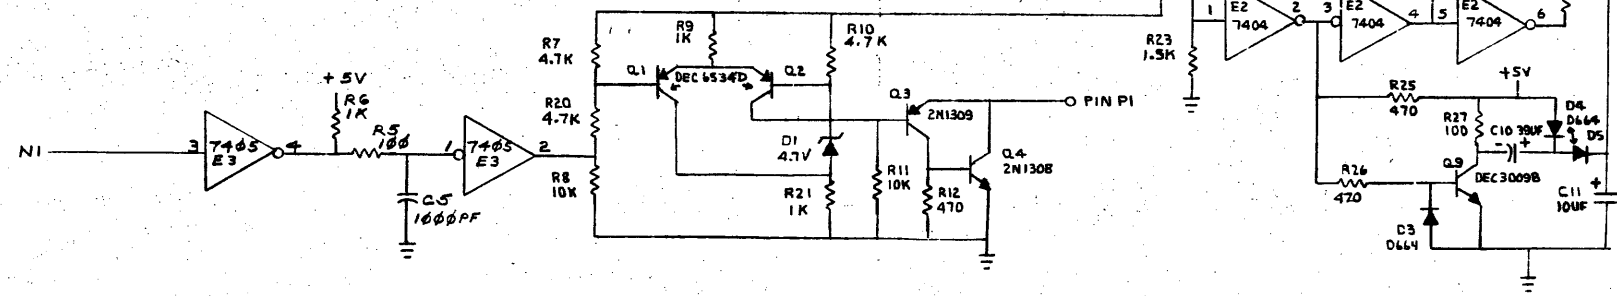 N1
3
7405
E3
4
+5V
R6
1K
R5
100
C5
1000PF
1
7405
E3
2
R7
4.7K
R20
4.7K
R8
10K
R9
1K
Q1
DEC6534D
Q2
R10
4.7K
D1
4.7V
R21
1K
R11
10K
Q3
2N1309
R12
470
Q4
2N1308
PIN P1
R23
1.5K
1
E2
7404
2
3
E2
7404
4
5
E2
7404
6
R25
470
+5V
R27
100
C10 39UF
- +
D4
D664
D5
R26
470
Q9
DEC3009B
D3
D664
C11
+
10UF